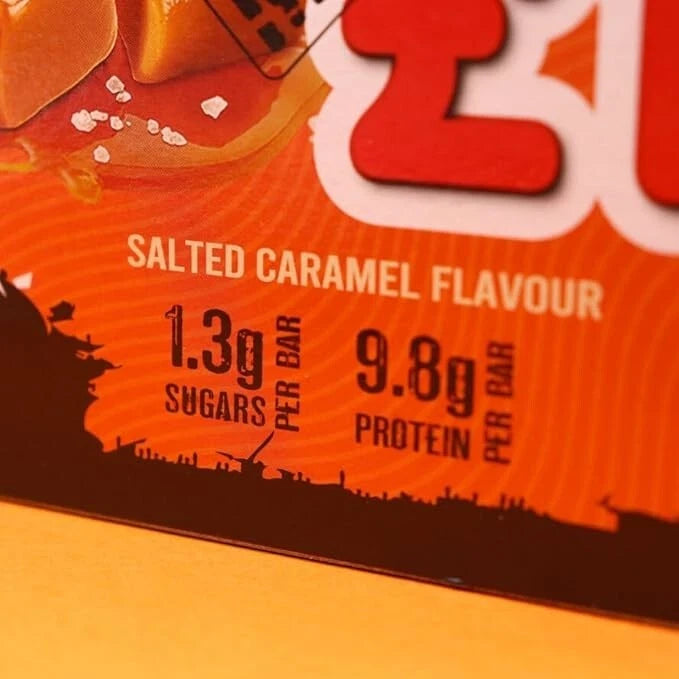 SALTED CARAMEL FLAVOUR
1.3g
SUGARS
PER BAR
9.8g
PROTEIN
PER BAR